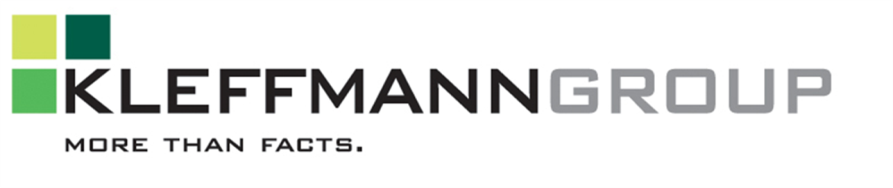 KLEFFMANNGROUP
MORE THAN FACTS.